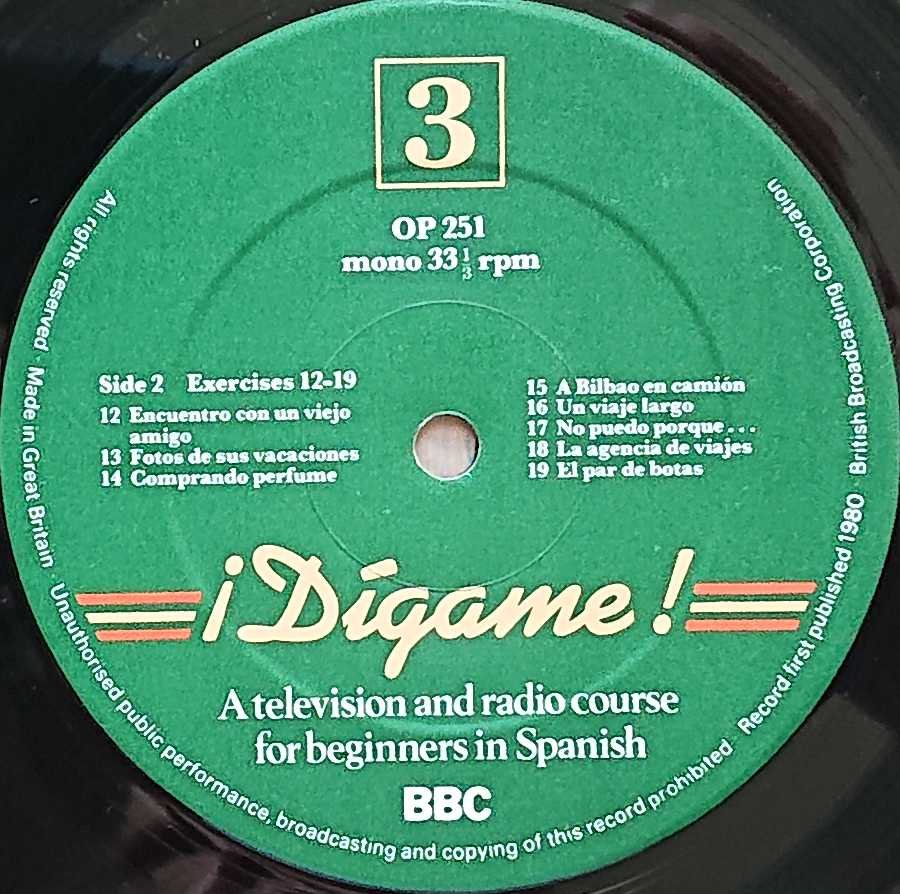 3
OP 251
mono 33⅓ rpm
Side 2 Exercises 12-19
12 Encuentro con un viejo
amigo
13 Fotos de sus vacaciones
14 Comprando perfume
15 A Bilbao en camión
16 Un viaje largo
17 No puedo porque...
18 La agencia de viajes
19 El par de botas
¡Dígame!
A television and radio course
for beginners in Spanish
BBC
All rights reserved · Made in Great Britain · Unauthorised public performance, broadcasting and copying of this record prohibited · Record first published 1980 · British Broadcasting Corporation